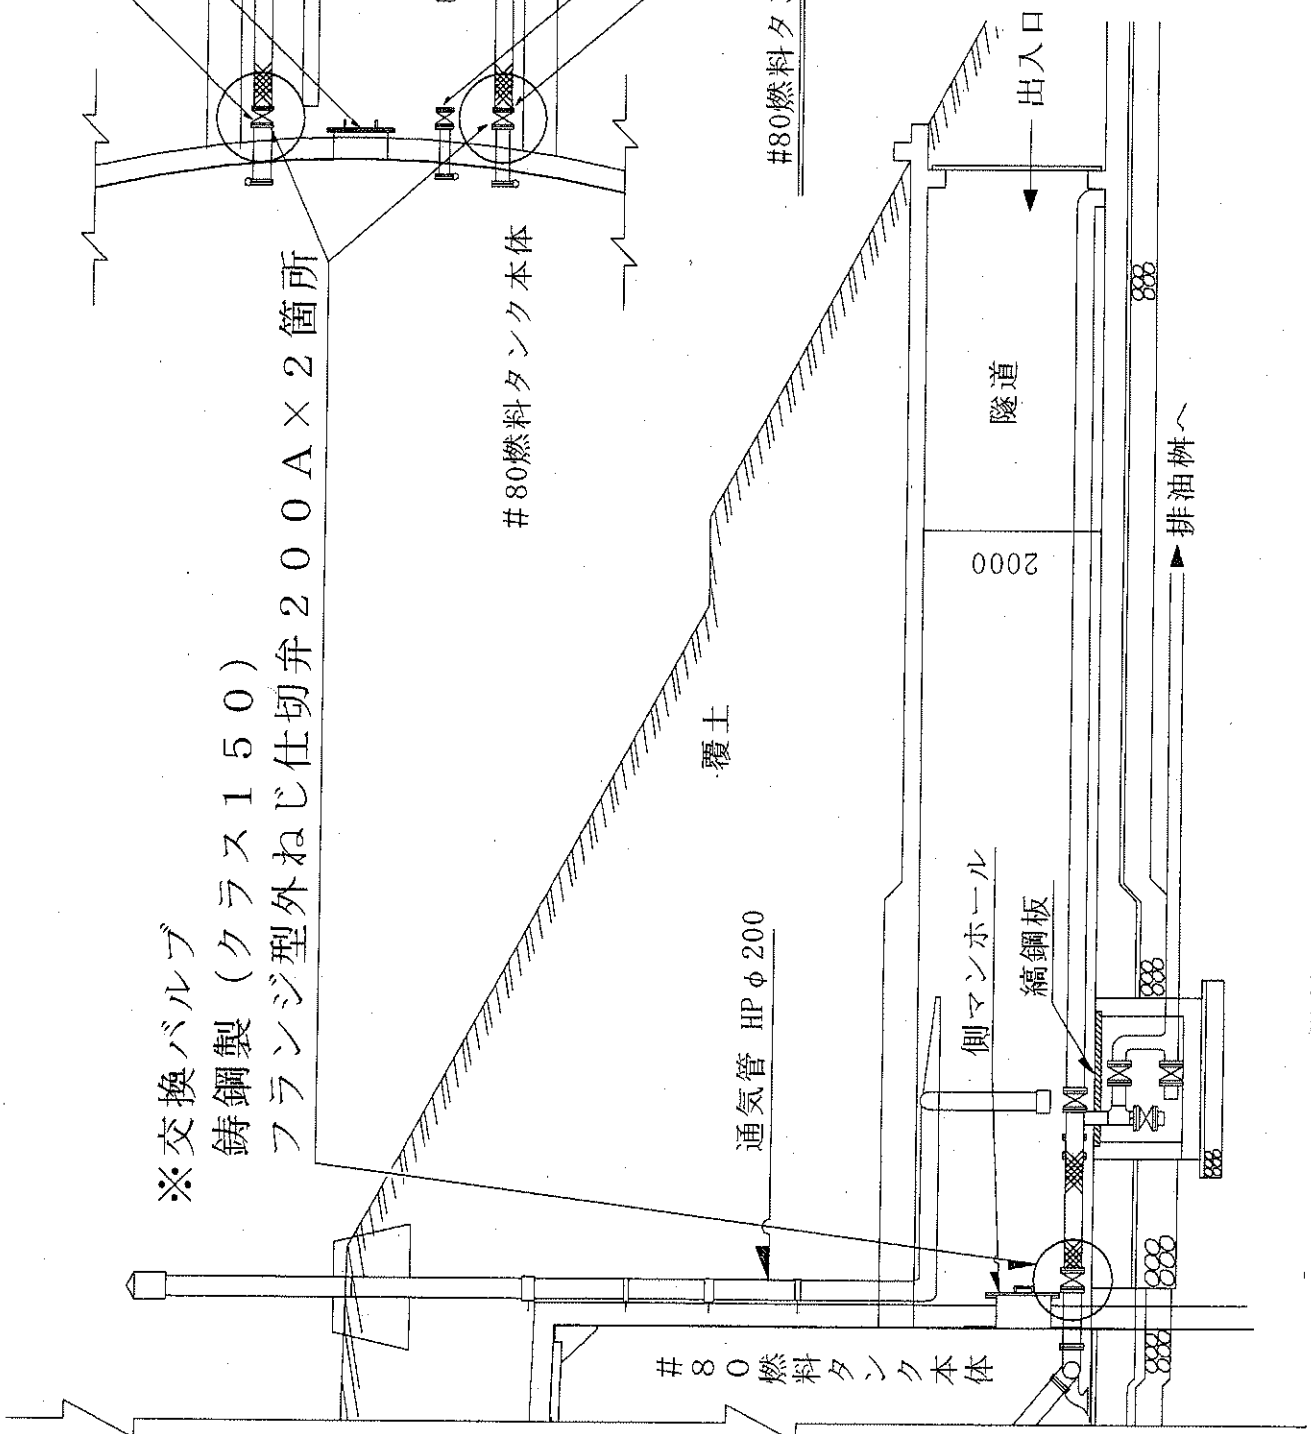 ※交換バルブ
鋳鋼製（クラス１５０）
フランジ型外ねじ仕切弁２００Ａ×２箇所
＃80燃料タンク本体
#80燃料タ
出入口
隧道
2000
排油桝へ
覆土
通気管 HPφ200
側マンホール
縞鋼板
＃８０燃料タンク本体